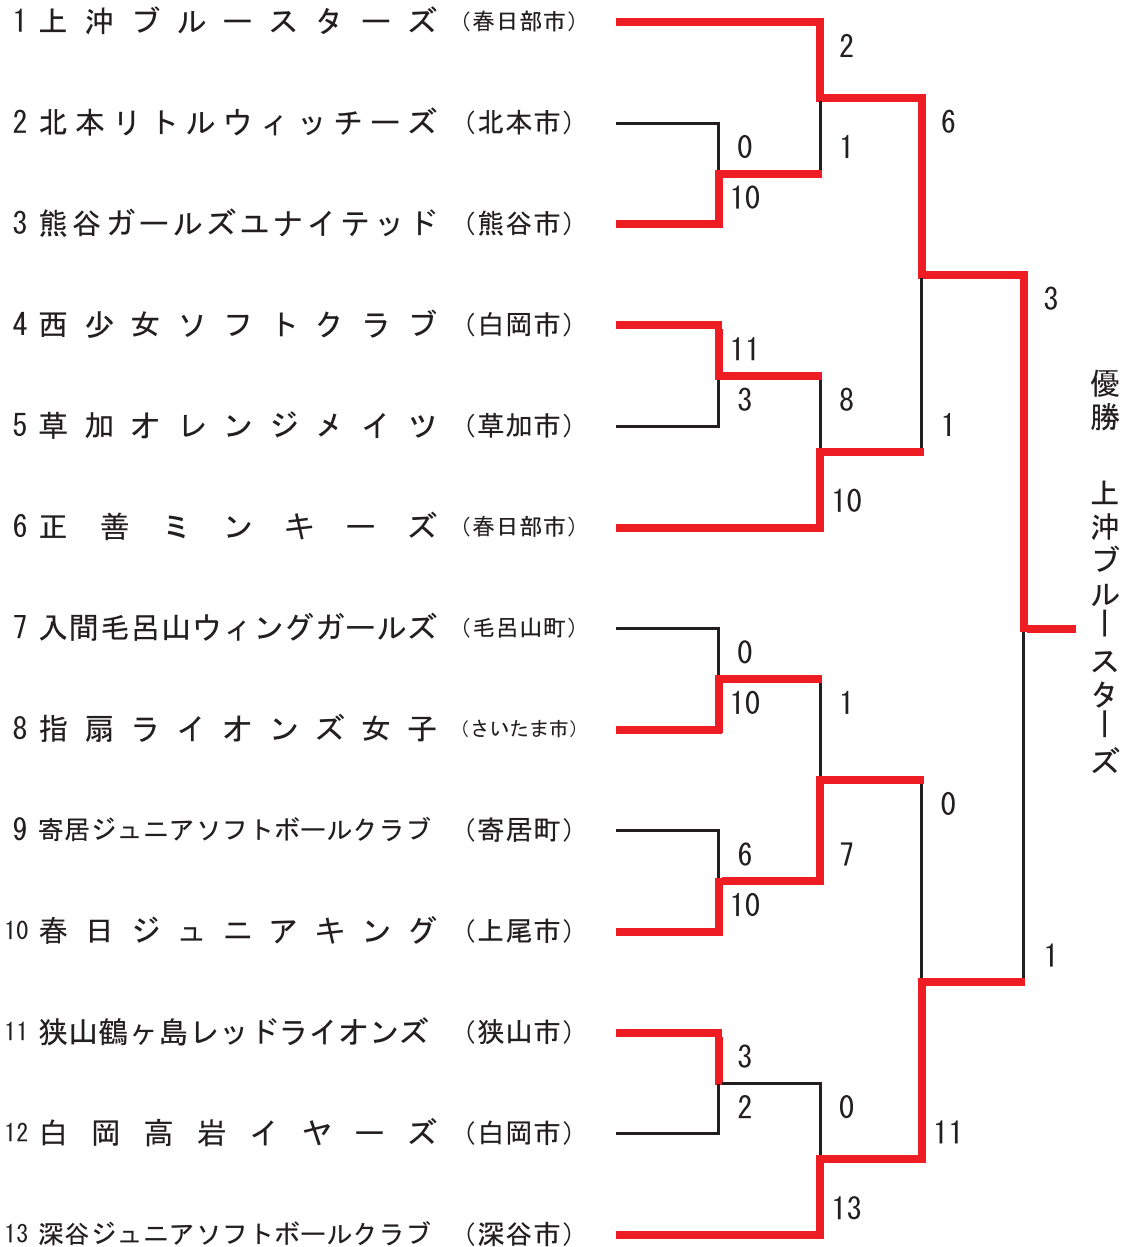 1 上沖ブルースターズ （春日部市）
2 北本リトルウィッチーズ （北本市）
3 熊谷ガールズユナイテッド （熊谷市）
4 西少女ソフトクラブ （白岡市）
5 草加オレンジメイツ （草加市）
6 正善ミンキーズ （春日部市）
7 入間毛呂山ウィングガールズ （毛呂山町）
8 指扇ライオンズ女子 （さいたま市）
9 寄居ジュニアソフトボールクラブ （寄居町）
10 春日ジュニアキング （上尾市）
11 狭山鶴ヶ島レッドライオンズ （狭山市）
12 白岡高岩イヤーズ （白岡市）
13 深谷ジュニアソフトボールクラブ （深谷市）
0
10
11
3
0
10
6
10
3
2
2
1
8
10
1
7
0
13
6
1
0
11
3
1
優勝 上沖ブルースターズ